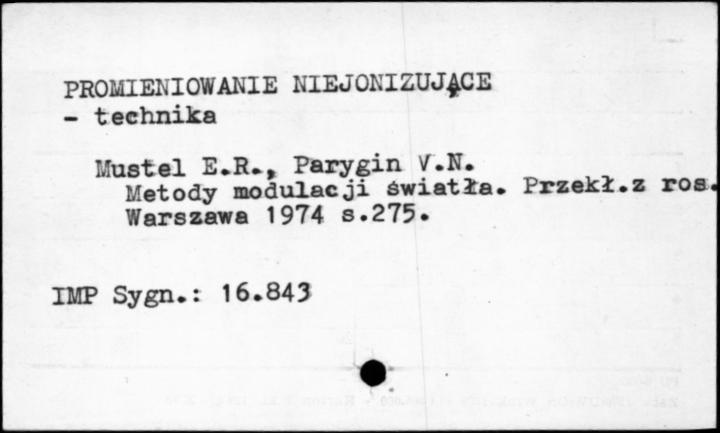 PROMIENIOWANIE NIEJONIZUJĄCE
- technika
Mustel E.R., Parygin V.N.
Metody modulacji światła. Przekł.z ros.
Warszawa 1974 s.275.
IMP Sygn.: 16.843